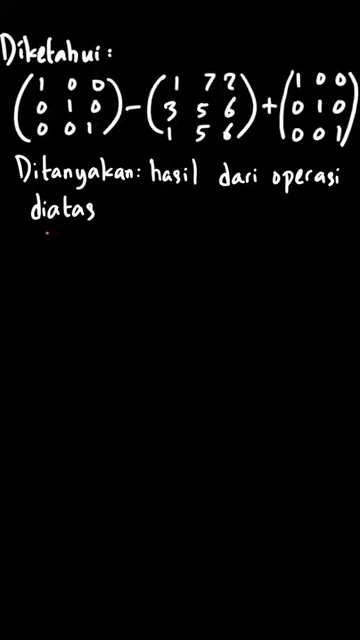 Diketahui:
(1 0 0) - (1 7 2) + (1 0 0)
(0 1 0) (3 5 6) (0 1 0)
(0 0 1) (1 5 6) (0 0 1)
Ditanyakan: hasil dari operasi
diatas